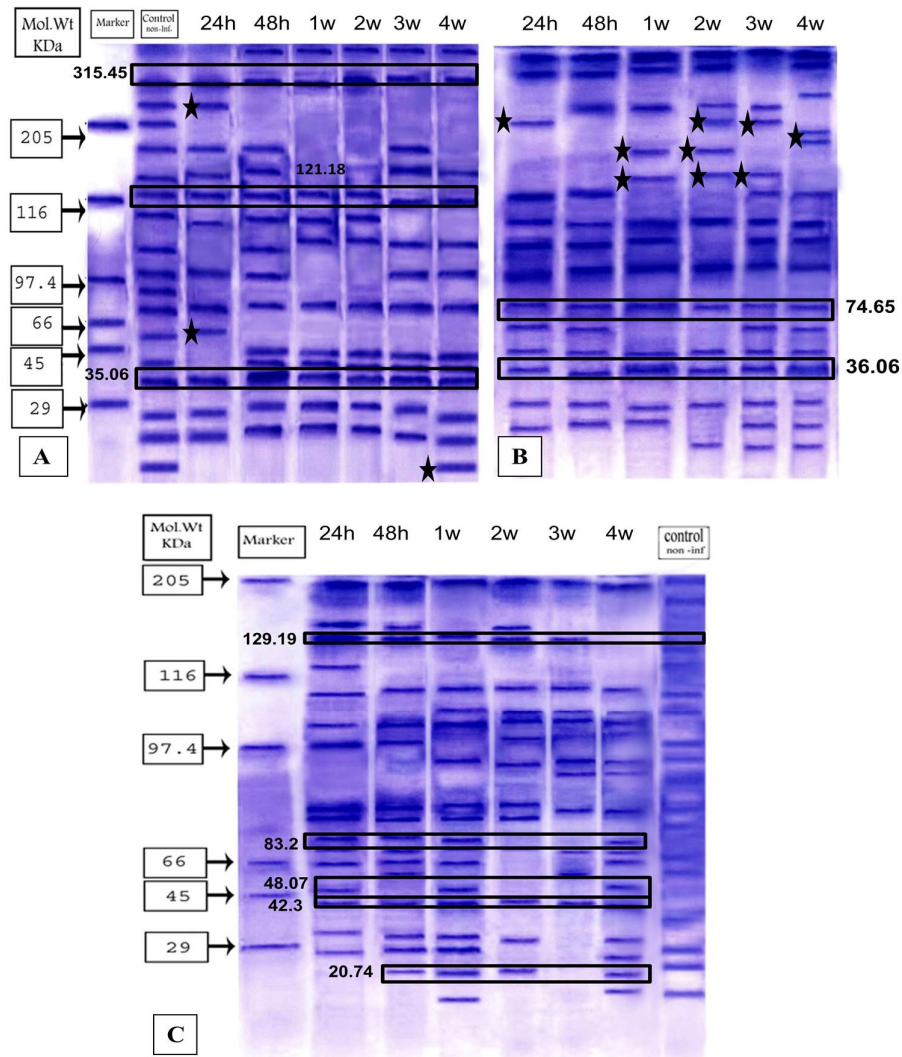 Mol.Wt
KDa
Marker
Control
non-Inf.
24h 48h 1w 2w 3w 4w
315.45
205
121.18
116
97.4
66
45
35.06
29
A
24h 48h 1w 2w 3w 4w
74.65
36.06
B
Mol.Wt
KDa
Marker
24h 48h 1w 2w 3w 4w
control
non -inf
205
129.19
116
97.4
83.2
66
48.07
45
42.3
29
20.74
C